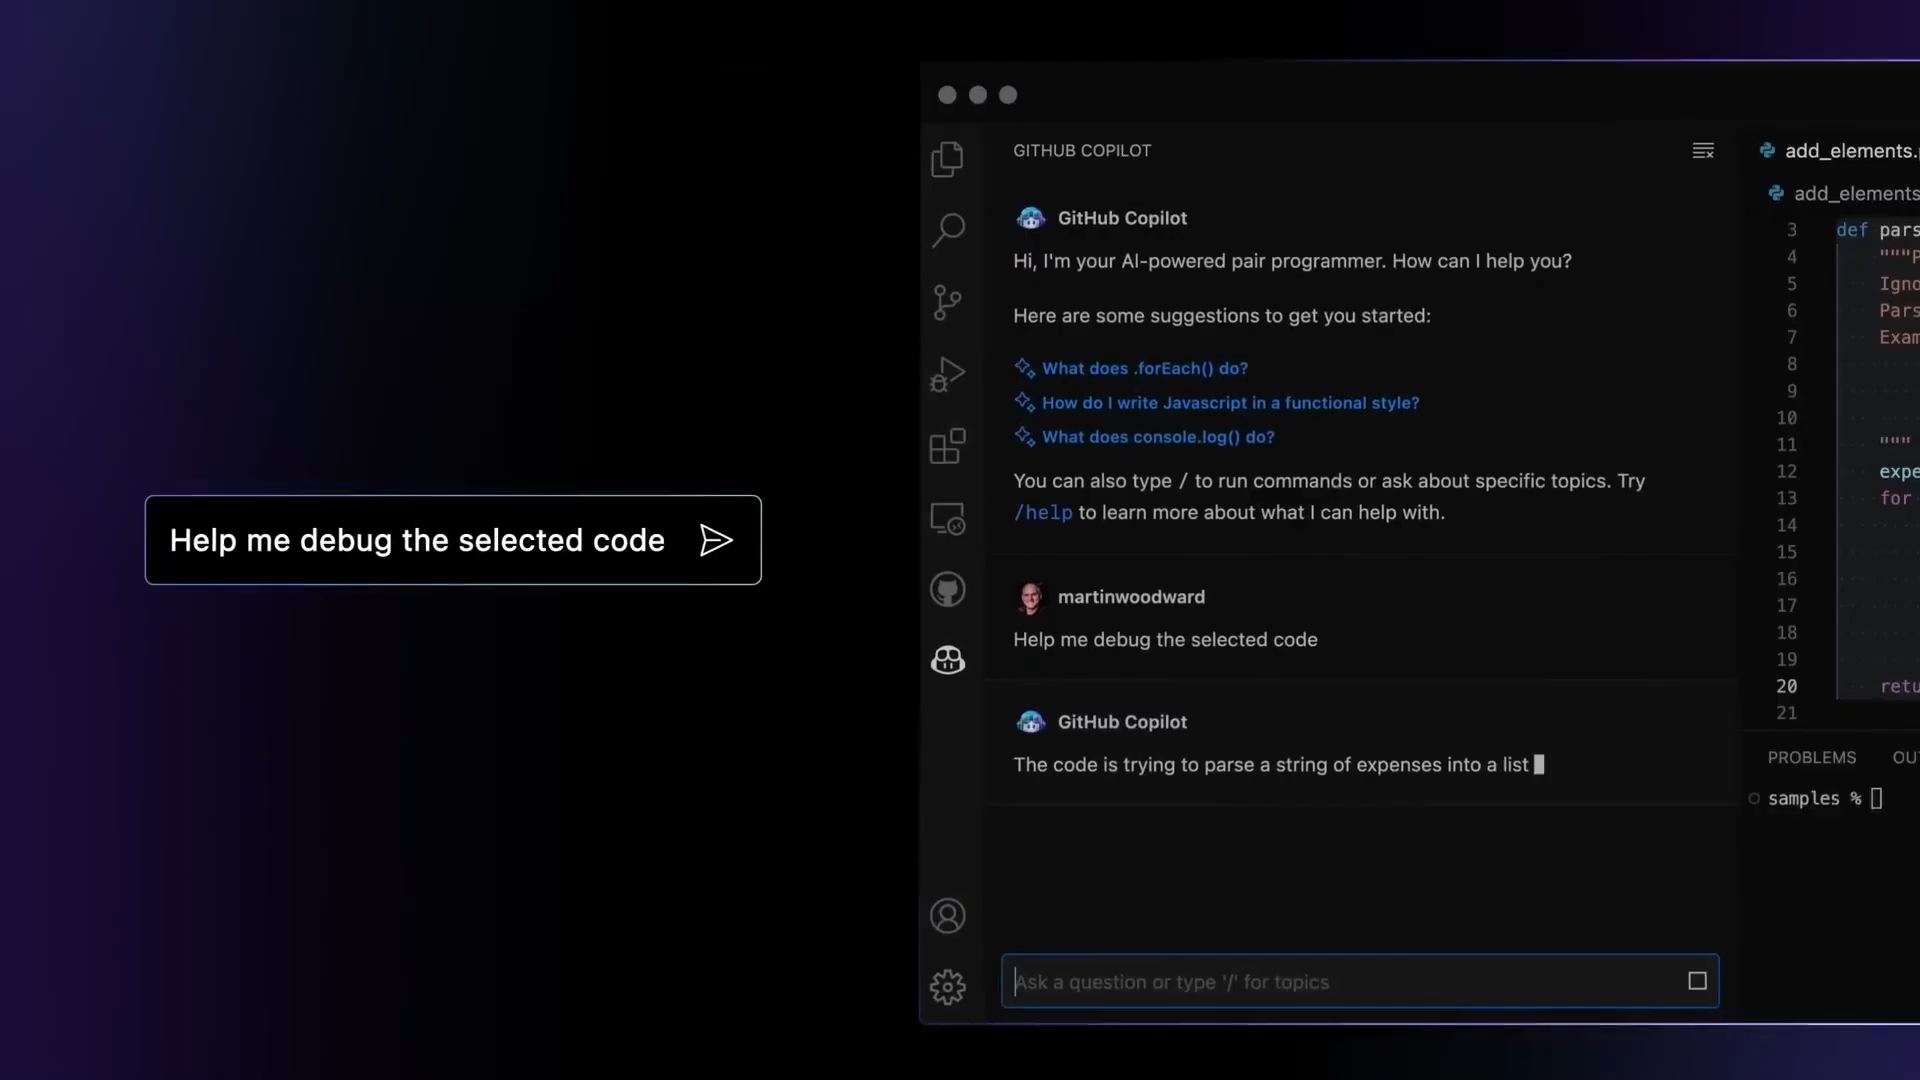 Help me debug the selected code
GITHUB COPILOT
GitHub Copilot
Hi, I'm your AI-powered pair programmer. How can I help you?
Here are some suggestions to get you started:
What does .forEach() do?
How do I write Javascript in a functional style?
What does console.log() do?
You can also type / to run commands or ask about specific topics. Try
/help to learn more about what I can help with.
martinwoodward
Help me debug the selected code
GitHub Copilot
The code is trying to parse a string of expenses into a list
Ask a question or type '/' for topics
add_elements.
add_elements
3 def pars
4 """P
5 Igno
6 Pars
7 Exam
8
9
10
11 """
12 expe
13 for
14
15
16
17
18
19
20 retu
21
PROBLEMS OU
samples %